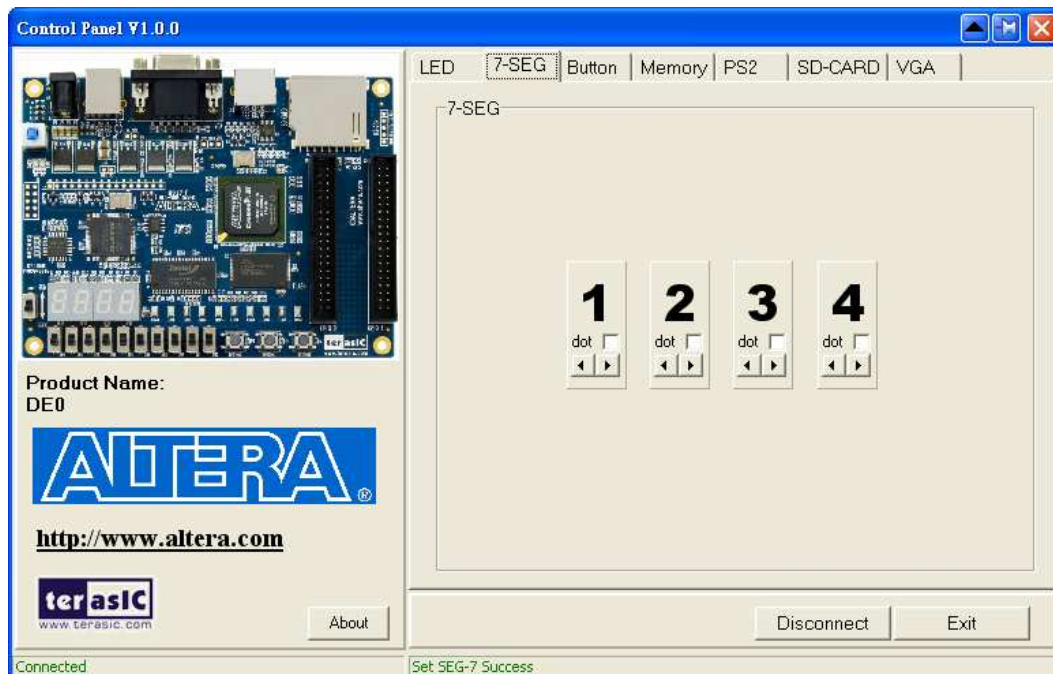 Control Panel V1.0.0
LED 7-SEG Button Memory PS2 SD-CARD VGA
7-SEG
1 2 3 4
dot dot dot dot
Product Name:
DE0
ALTERA®
http://www.altera.com
terasIC
www.terasic.com
About
Disconnect Exit
Connected
Set SEG-7 Success